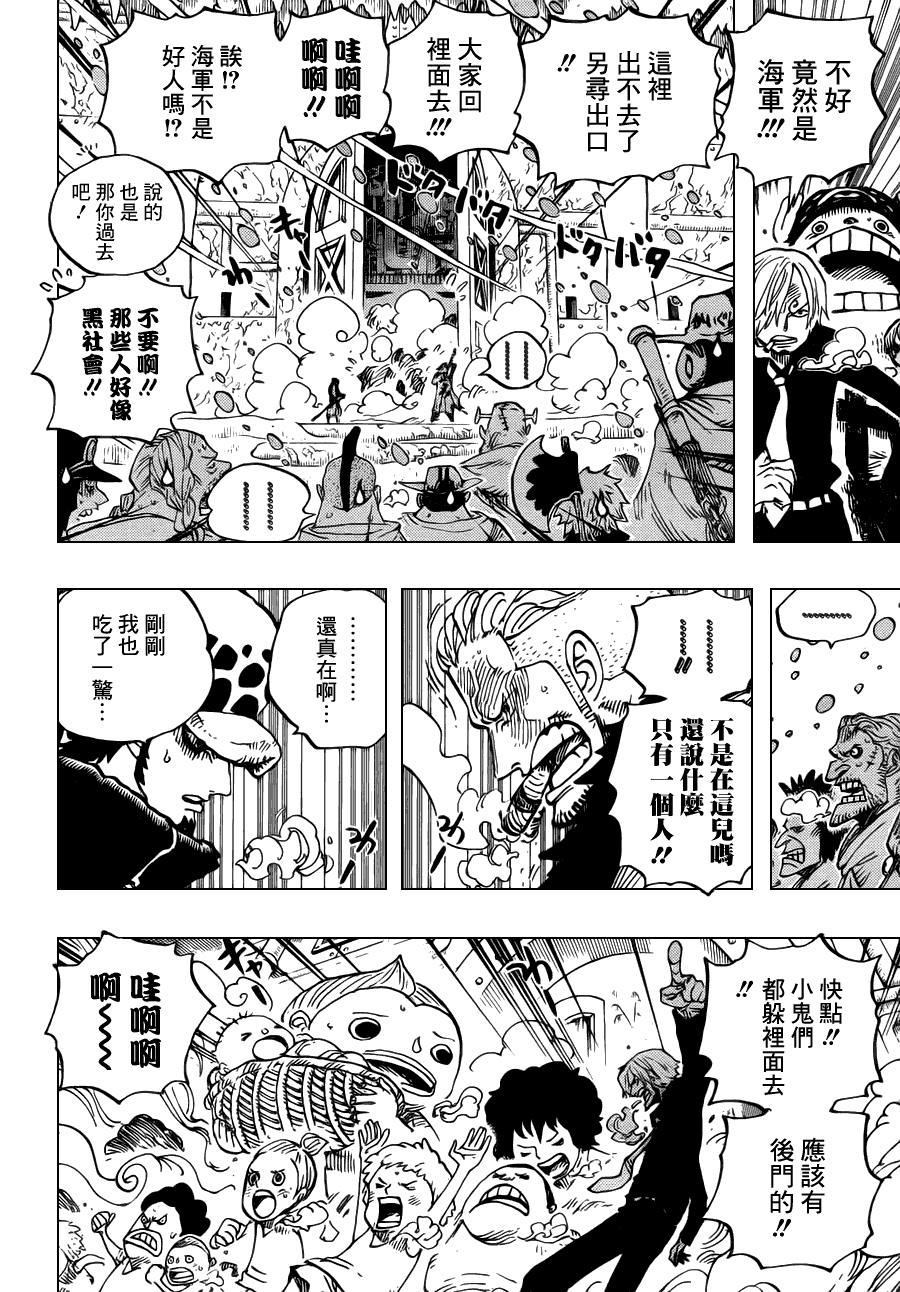 不好
竟然是
海軍!!!
這裡
出不去了
另尋出口
!!
大家回
裡面去!!!
哇啊啊
啊啊!!
誒!?
海軍不是
好人嗎!?
說的
也是
那你過去
吧!
不要啊!!
那些人好像
黑社會!!
ドタドタ
ドタバタ
かいぐん
………
………
…………
………!!
不是在這兒嗎
還說什麼
只有一個人!!
…………
還真在啊…
剛剛
我也
吃了一驚…
快點!!
小鬼們
都躲裡面去
!!
應該有
後門的!!
哇啊啊
啊~~~